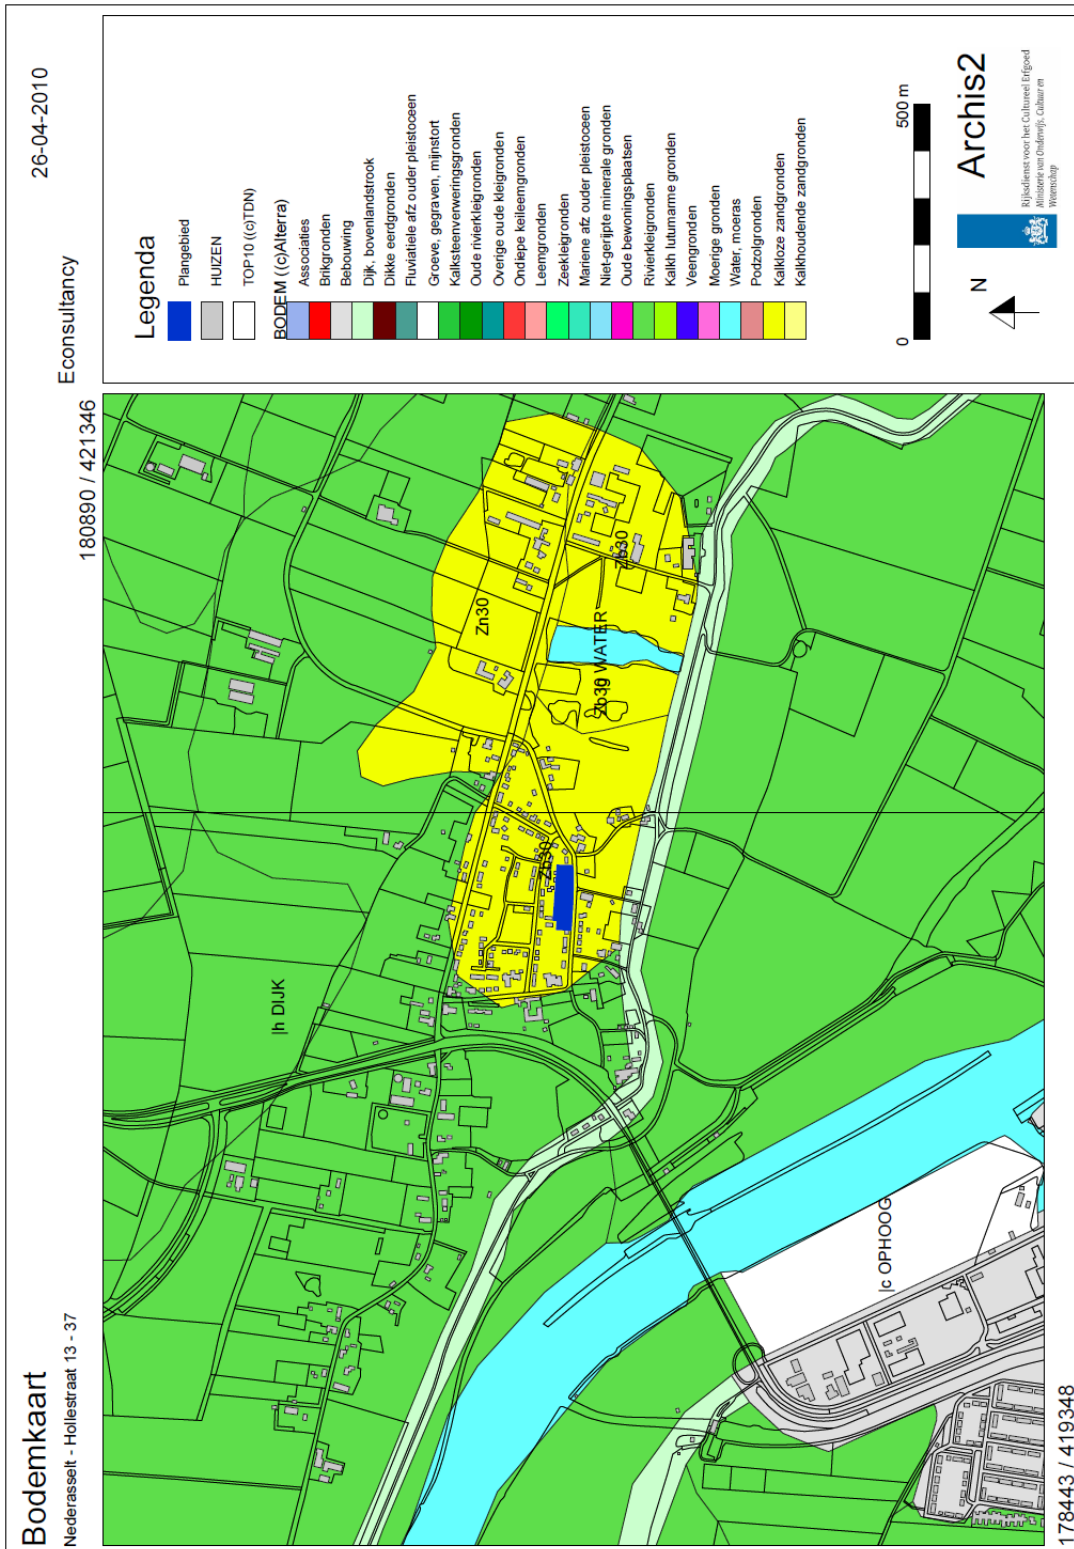 Bodemkaart
Nederasselt - Hollestraat 13 - 37
Econsultancy
26-04-2010
180890 / 421346
|h DIJK
Zn30
Zb30
Zb30
WATER
Zb30
|c OPHOOG
178443 / 419348
Legenda
Plangebied
HUIZEN
TOP10 ((c)TDN)
BODEM ((c)Alterra)
Associaties
Brikgronden
Bebouwing
Dijk, bovenlandstrook
Dikke eerdgronden
Fluviatiele afz ouder pleistoceen
Groeve, gegraven, mijnstort
Kalksteenverweringsgronden
Oude rivierkleigronden
Overige oude kleigronden
Ondiepe keileemgronden
Leemgronden
Zeekleigronden
Mariene afz ouder pleistoceen
Niet-gerijpte minerale gronden
Oude bewoningsplaatsen
Rivierkleigronden
Kalkh lutumarme gronden
Veengronden
Moerige gronden
Water, moeras
Podzolgronden
Kalkloze zandgronden
Kalkhoudende zandgronden
0
500 m
N
Archis2
Rijksdienst voor het Cultureel Erfgoed
Ministerie van Onderwijs, Cultuur en
Wetenschap